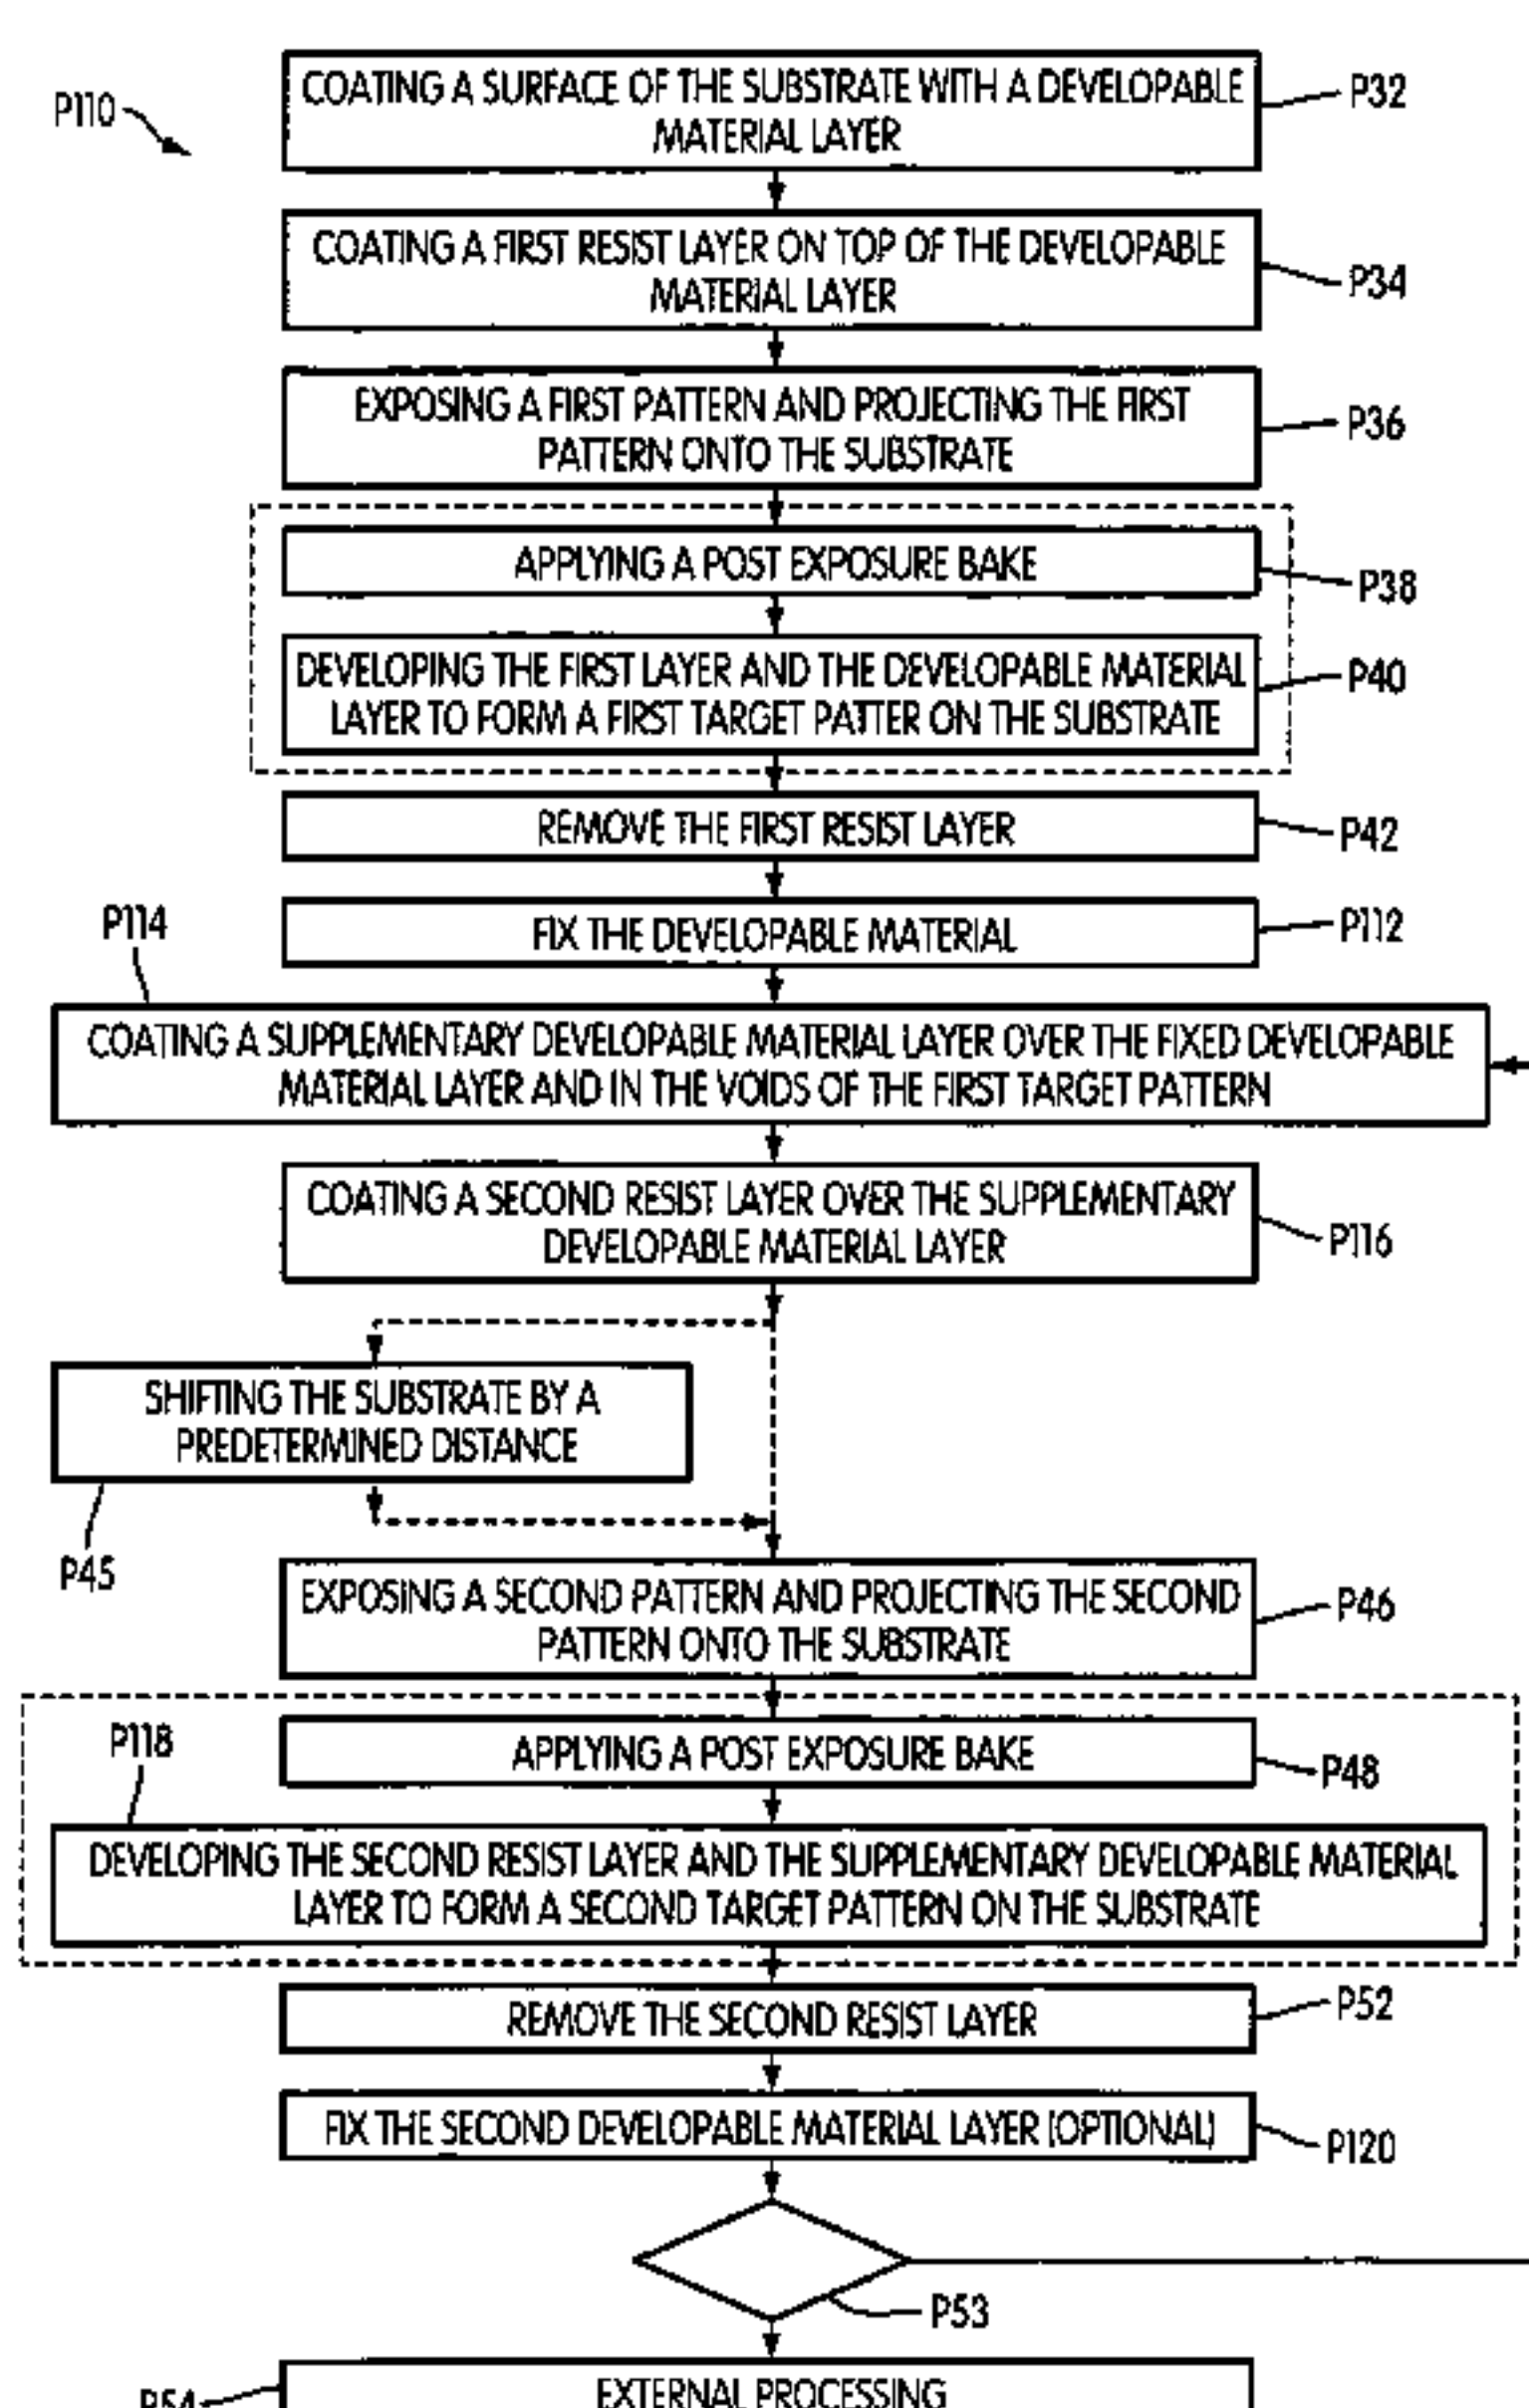 P110
COATING A SURFACE OF THE SUBSTRATE WITH A DEVELOPABLE
MATERIAL LAYER
P32
COATING A FIRST RESIST LAYER ON TOP OF THE DEVELOPABLE
MATERIAL LAYER
P34
EXPOSING A FIRST PATTERN AND PROJECTING THE FIRST
PATTERN ONTO THE SUBSTRATE
P36
APPLYING A POST EXPOSURE BAKE
P38
DEVELOPING THE FIRST LAYER AND THE DEVELOPABLE MATERIAL
LAYER TO FORM A FIRST TARGET PATTER ON THE SUBSTRATE
P40
REMOVE THE FIRST RESIST LAYER
P42
FIX THE DEVELOPABLE MATERIAL
P112
P114
COATING A SUPPLEMENTARY DEVELOPABLE MATERIAL LAYER OVER THE FIXED DEVELOPABLE
MATERIAL LAYER AND IN THE VOIDS OF THE FIRST TARGET PATTERN
COATING A SECOND RESIST LAYER OVER THE SUPPLEMENTARY
DEVELOPABLE MATERIAL LAYER
P116
SHIFTING THE SUBSTRATE BY A
PREDETERMINED DISTANCE
P45
EXPOSING A SECOND PATTERN AND PROJECTING THE SECOND
PATTERN ONTO THE SUBSTRATE
P46
APPLYING A POST EXPOSURE BAKE
P48
P118
DEVELOPING THE SECOND RESIST LAYER AND THE SUPPLEMENTARY DEVELOPABLE MATERIAL
LAYER TO FORM A SECOND TARGET PATTERN ON THE SUBSTRATE
REMOVE THE SECOND RESIST LAYER
P52
FIX THE SECOND DEVELOPABLE MATERIAL LAYER (OPTIONAL)
P120
P53
P54
EXTERNAL PROCESSING